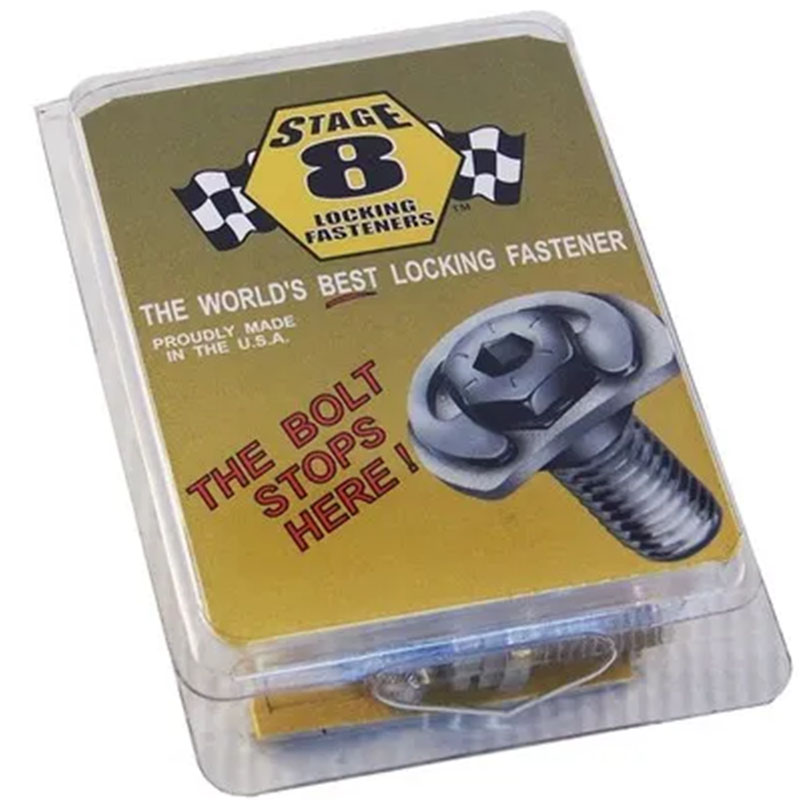 STAGE
8
LOCKING
FASTENERS
TM
THE WORLD'S BEST LOCKING FASTENER
PROUDLY MADE
IN THE U.S.A.
THE BOLT
STOPS
HERE!